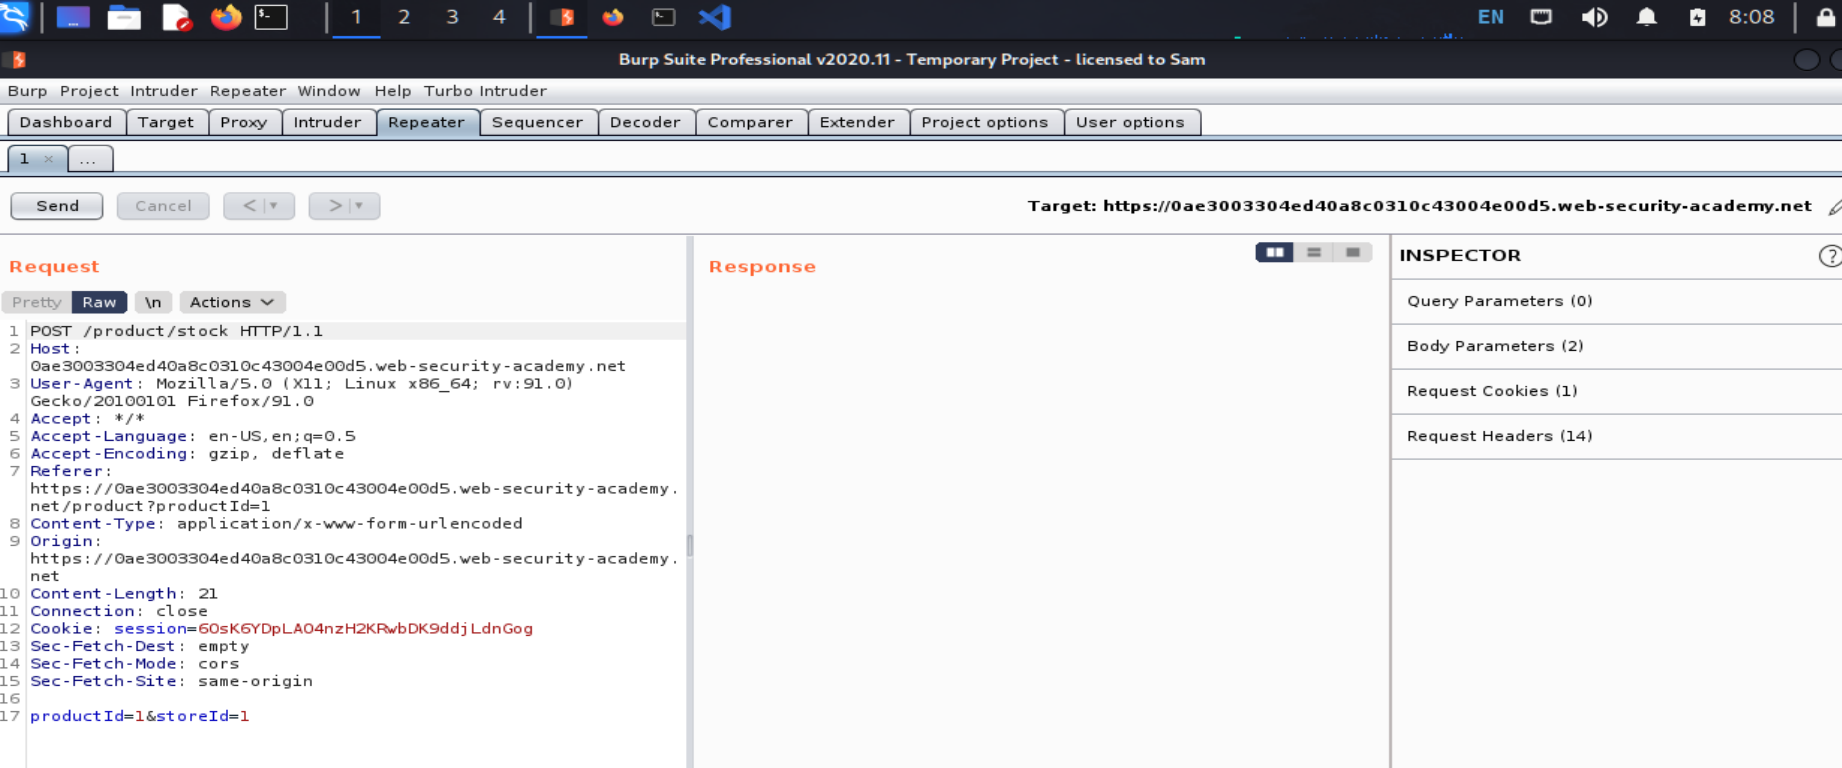 1 2 3 4 EN 8:08
Burp Suite Professional v2020.11 - Temporary Project - licensed to Sam
Burp Project Intruder Repeater Window Help Turbo Intruder
Dashboard Target Proxy Intruder Repeater Sequencer Decoder Comparer Extender Project options User options
1 × ...
Send Cancel < > Target: https://0ae3003304ed40a8c0310c43004e00d5.web-security-academy.net
Request
Pretty Raw \n Actions
1 POST /product/stock HTTP/1.1
2 Host:
0ae3003304ed40a8c0310c43004e00d5.web-security-academy.net
3 User-Agent: Mozilla/5.0 (X11; Linux x86_64; rv:91.0)
Gecko/20100101 Firefox/91.0
4 Accept: */*
5 Accept-Language: en-US,en;q=0.5
6 Accept-Encoding: gzip, deflate
7 Referer:
https://0ae3003304ed40a8c0310c43004e00d5.web-security-academy.
net/product?productId=1
8 Content-Type: application/x-www-form-urlencoded
9 Origin:
https://0ae3003304ed40a8c0310c43004e00d5.web-security-academy.
net
10 Content-Length: 21
11 Connection: close
12 Cookie: session=6OsK6YDpLAO4nzH2KRwbDK9ddjLdnGog
13 Sec-Fetch-Dest: empty
14 Sec-Fetch-Mode: cors
15 Sec-Fetch-Site: same-origin
16
17 productId=1&storeId=1
Response
INSPECTOR ?
Query Parameters (0)
Body Parameters (2)
Request Cookies (1)
Request Headers (14)